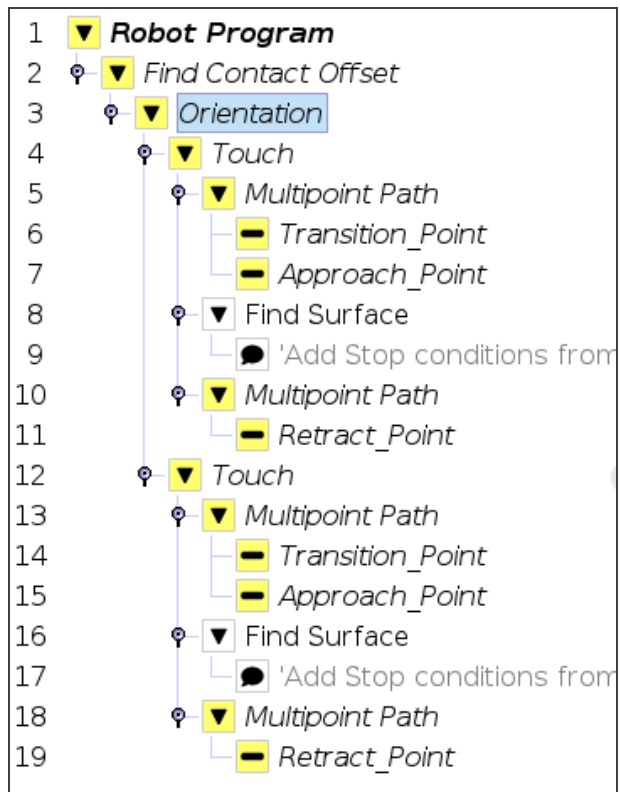 1 Robot Program
2 Find Contact Offset
3 Orientation
4 Touch
5 Multipoint Path
6 Transition_Point
7 Approach_Point
8 Find Surface
9 'Add Stop conditions from
10 Multipoint Path
11 Retract_Point
12 Touch
13 Multipoint Path
14 Transition_Point
15 Approach_Point
16 Find Surface
17 'Add Stop conditions from
18 Multipoint Path
19 Retract_Point